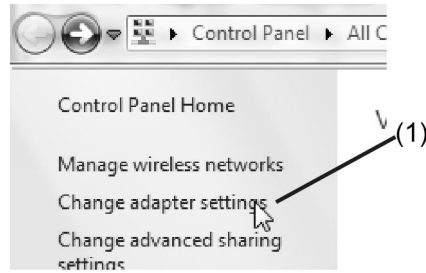 Control Panel ▸ All C
Control Panel Home
(1)
Manage wireless networks
Change adapter settings
Change advanced sharing
settings